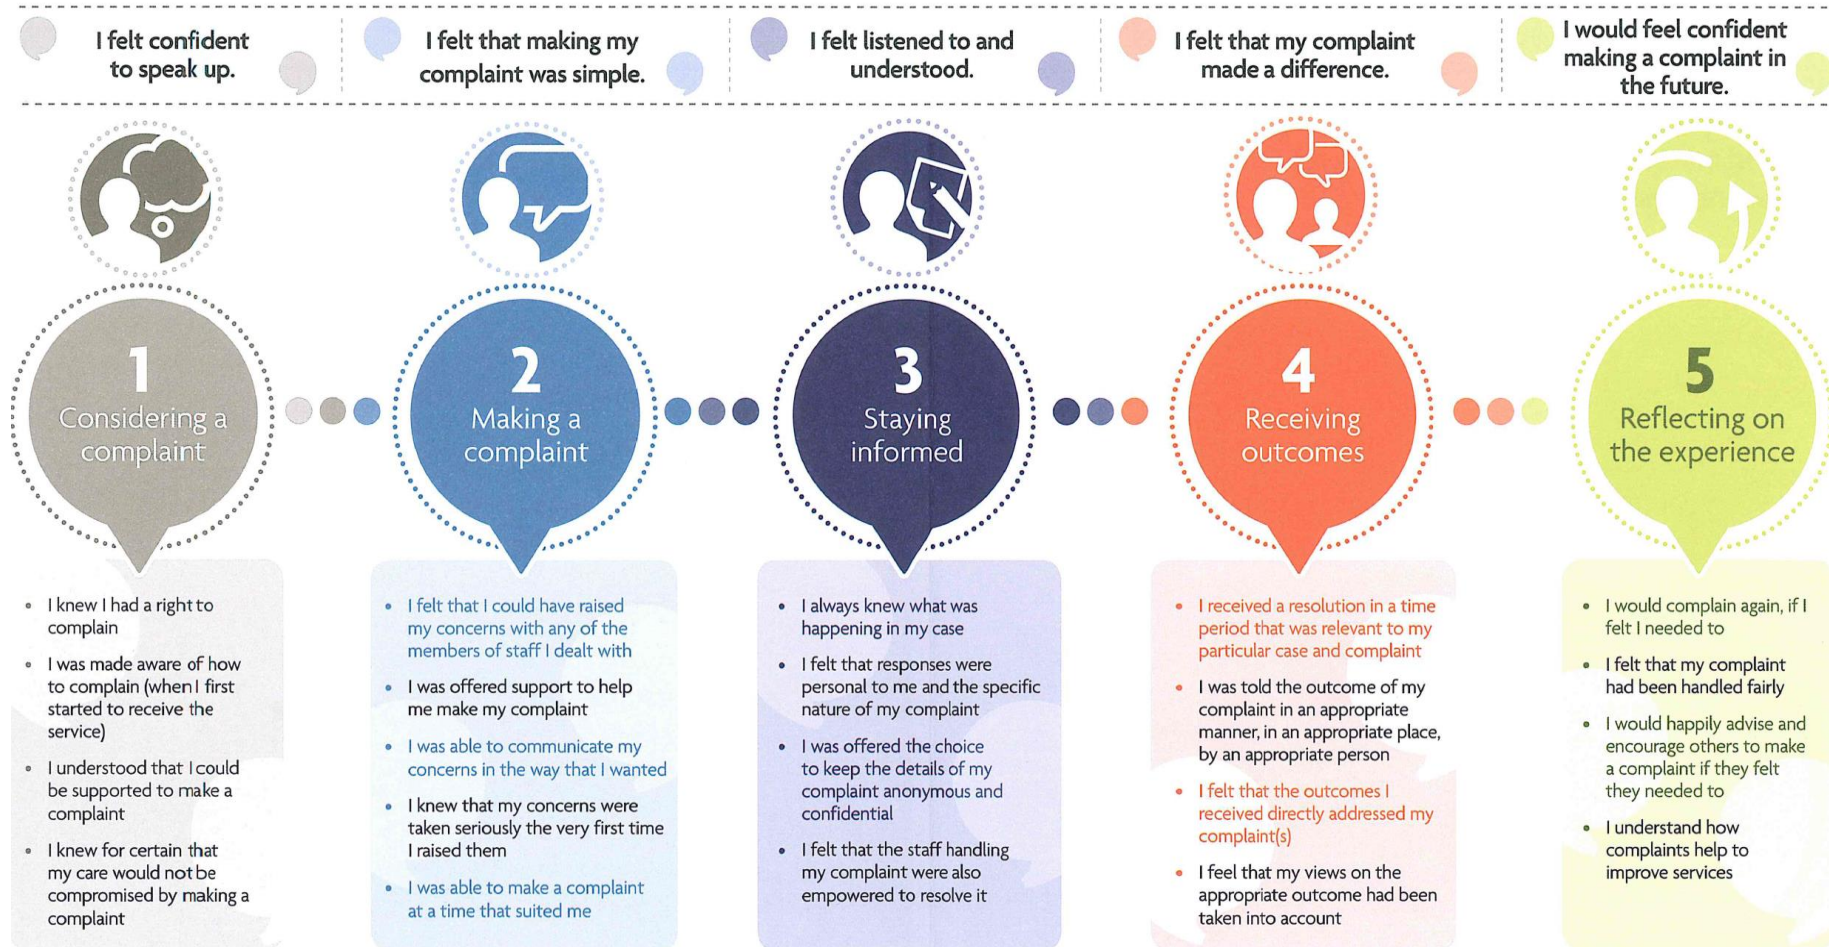 I felt confident
to speak up.
I felt that making my
complaint was simple.
I felt listened to and
understood.
I felt that my complaint
made a difference.
I would feel confident
making a complaint in
the future.
1
Considering a
complaint
2
Making a
complaint
3
Staying
informed
4
Receiving
outcomes
5
Reflecting on
the experience
• I knew I had a right to
complain
• I was made aware of how
to complain (when I first
started to receive the
service)
• I understood that I could
be supported to make a
complaint
• I knew for certain that
my care would not be
compromised by making a
complaint
• I felt that I could have raised
my concerns with any of the
members of staff I dealt with
• I was offered support to help
me make my complaint
• I was able to communicate my
concerns in the way that I wanted
• I knew that my concerns were
taken seriously the very first time
I raised them
• I was able to make a complaint
at a time that suited me
• I always knew what was
happening in my case
• I felt that responses were
personal to me and the specific
nature of my complaint
• I was offered the choice
to keep the details of my
complaint anonymous and
confidential
• I felt that the staff handling
my complaint were also
empowered to resolve it
• I received a resolution in a time
period that was relevant to my
particular case and complaint
• I was told the outcome of my
complaint in an appropriate
manner, in an appropriate place,
by an appropriate person
• I felt that the outcomes I
received directly addressed my
complaint(s)
• I feel that my views on the
appropriate outcome had been
taken into account
• I would complain again, if I
felt I needed to
• I felt that my complaint
had been handled fairly
• I would happily advise and
encourage others to make
a complaint if they felt
they needed to
• I understand how
complaints help to
improve services